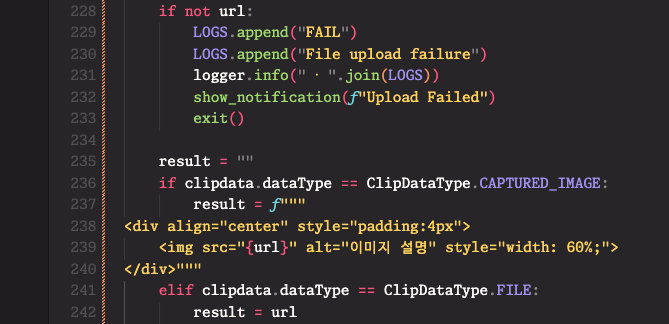 228 if not url:
229 LOGS.append("FAIL")
230 LOGS.append("File upload failure")
231 logger.info(" · ".join(LOGS))
232 show_notification(f"Upload Failed")
233 exit()
234
235 result = ""
236 if clipdata.dataType == ClipDataType.CAPTURED_IMAGE:
237 result = f"""
238 <div align="center" style="padding:4px">
239 <img src="{url}" alt="이미지 설명" style="width: 60%;">
240 </div>"""
241 elif clipdata.dataType == ClipDataType.FILE:
242 result = url